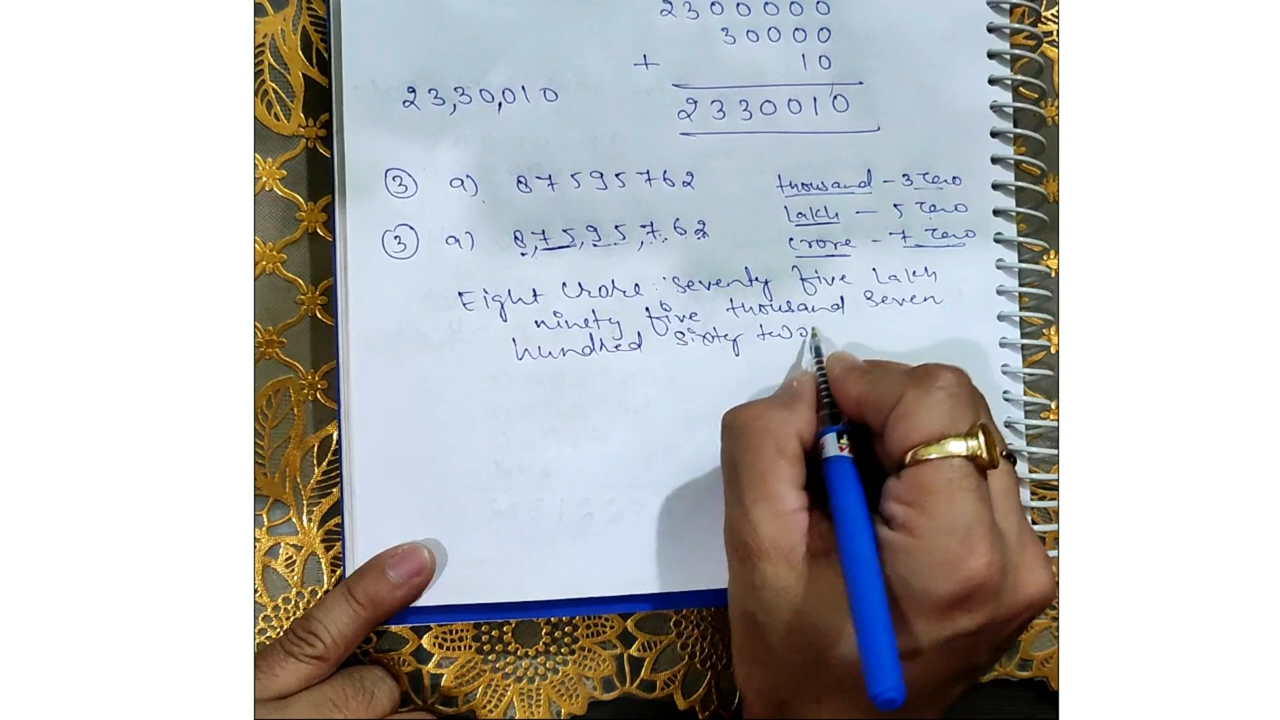 2300000
30000
+ 10
23,30,010
2330010
③ a) 87595762
thousand - 3 zero
lakh - 5 zero
③ a) 8,75,95,762
crore - 7 zero
Eight crore seventy five lakh
ninety five thousand seven
hundred sixty two